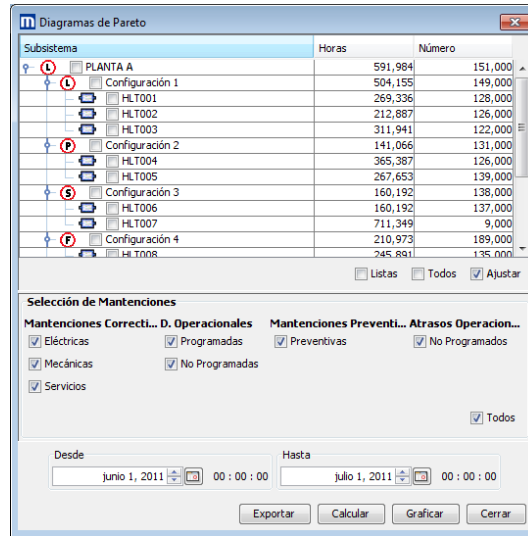 Diagramas de Pareto
Subsistema Horas Número
L PLANTA A 591,984 151,000
L Configuración 1 504,155 149,000
HLT001 269,336 128,000
HLT002 212,887 126,000
HLT003 311,941 122,000
P Configuración 2 141,066 131,000
HLT004 365,387 126,000
HLT005 267,653 139,000
S Configuración 3 160,192 138,000
HLT006 160,192 137,000
HLT007 711,349 9,000
F Configuración 4 210,973 189,000
HLT008 245,891 135,000
Listas Todos Ajustar
Selección de Mantenciones
Mantenciones Correcti... D. Operacionales Mantenciones Preventi... Atrasos Operacion...
Eléctricas Programadas Preventivas No Programados
Mecánicas No Programadas
Servicios
Todos
Desde Hasta
junio 1, 2011 00 : 00 : 00 julio 1, 2011 00 : 00 : 00
Exportar Calcular Graficar Cerrar